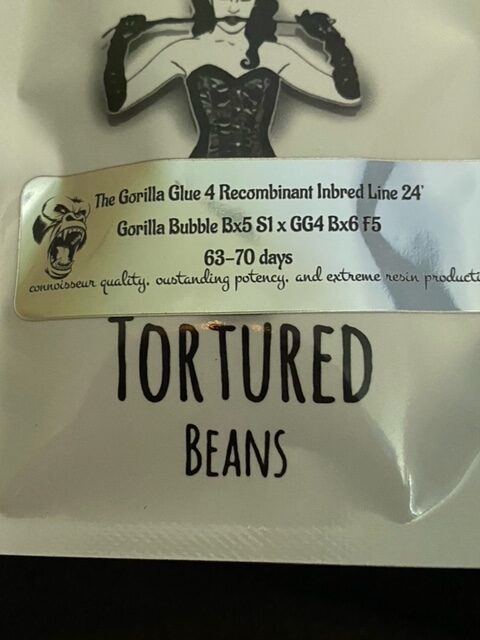 The Gorilla Glue 4 Recombinant Inbred Line 24'
Gorilla Bubble Bx5 S1 x GG4 Bx6 F5
63-70 days
connoisseur quality. oustanding potency. and extreme resin producti
TORTURED
BEANS